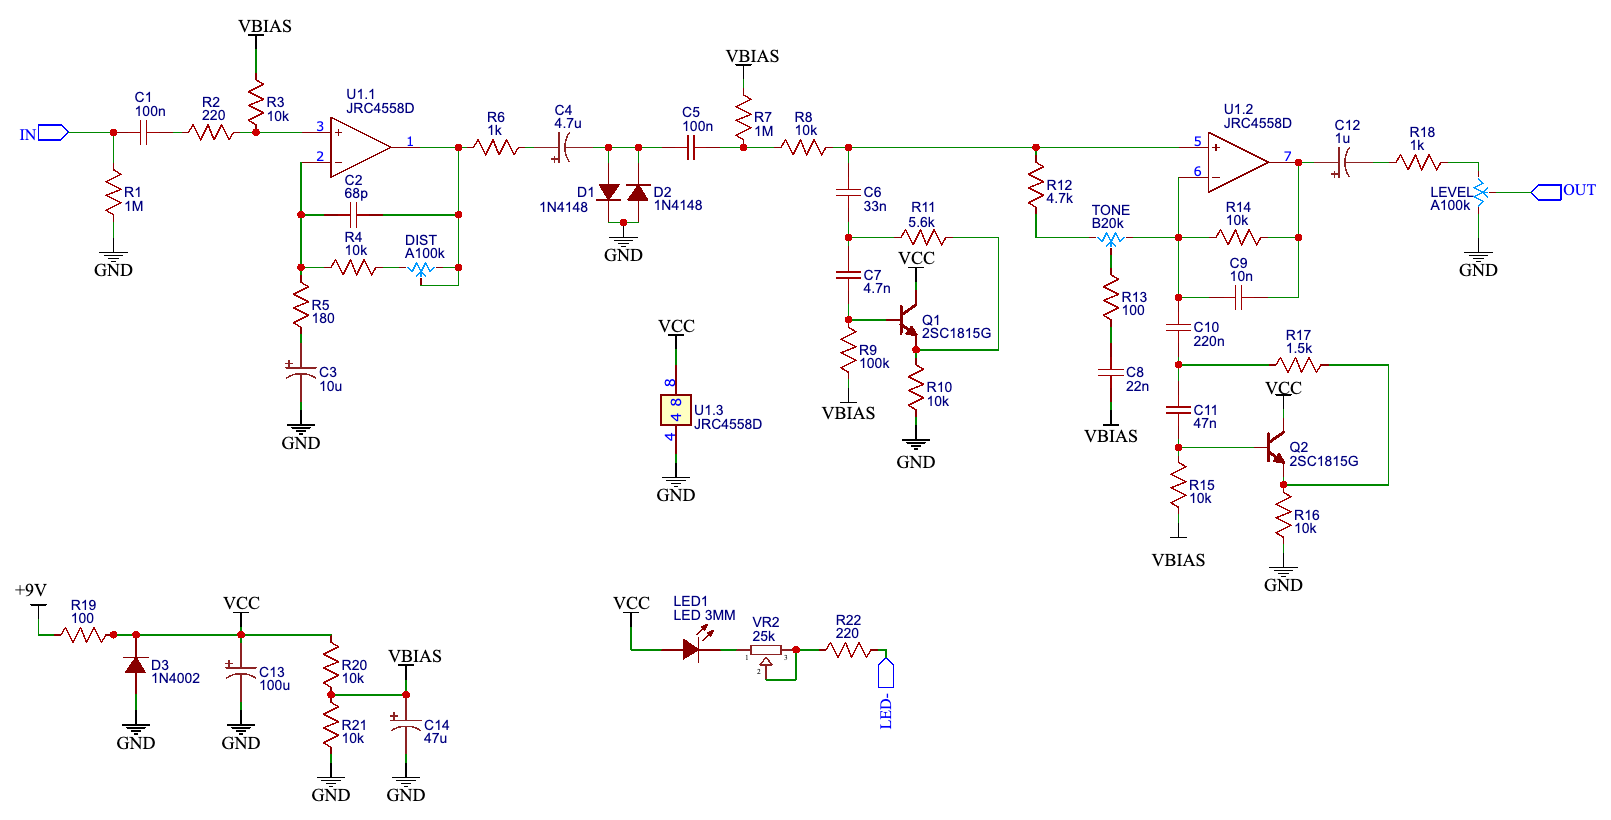 VBIAS
IN
C1
100n
R2
220
R3
10k
R1
1M
GND
U1.1
JRC4558D
3
2
1
C2
68p
R4
10k
DIST
A100k
R5
180
C3
10u
GND
R6
1k
C4
4.7u
D1
1N4148
D2
1N4148
GND
C5
100n
VBIAS
R7
1M
R8
10k
C6
33n
R11
5.6k
VCC
C7
4.7n
Q1
2SC1815G
R9
100k
VBIAS
R10
10k
GND
VCC
8
8
4
4
U1.3
JRC4558D
GND
R12
4.7k
TONE
B20k
R13
100
C8
22n
VBIAS
U1.2
JRC4558D
5
6
7
R14
10k
C9
10n
C10
220n
R17
1.5k
VCC
C11
47n
Q2
2SC1815G
R15
10k
VBIAS
R16
10k
GND
C12
1u
R18
1k
LEVEL
A100k
OUT
GND
+9V
R19
100
D3
1N4002
GND
VCC
C13
100u
GND
R20
10k
R21
10k
GND
VBIAS
C14
47u
GND
VCC
LED1
LED 3MM
VR2
25k
1
2
3
R22
220
LED-